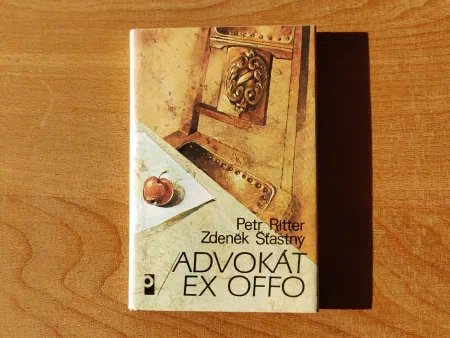 Petr Ritter
Zdeněk Šťastný
ADVOKÁT
EX OFFO